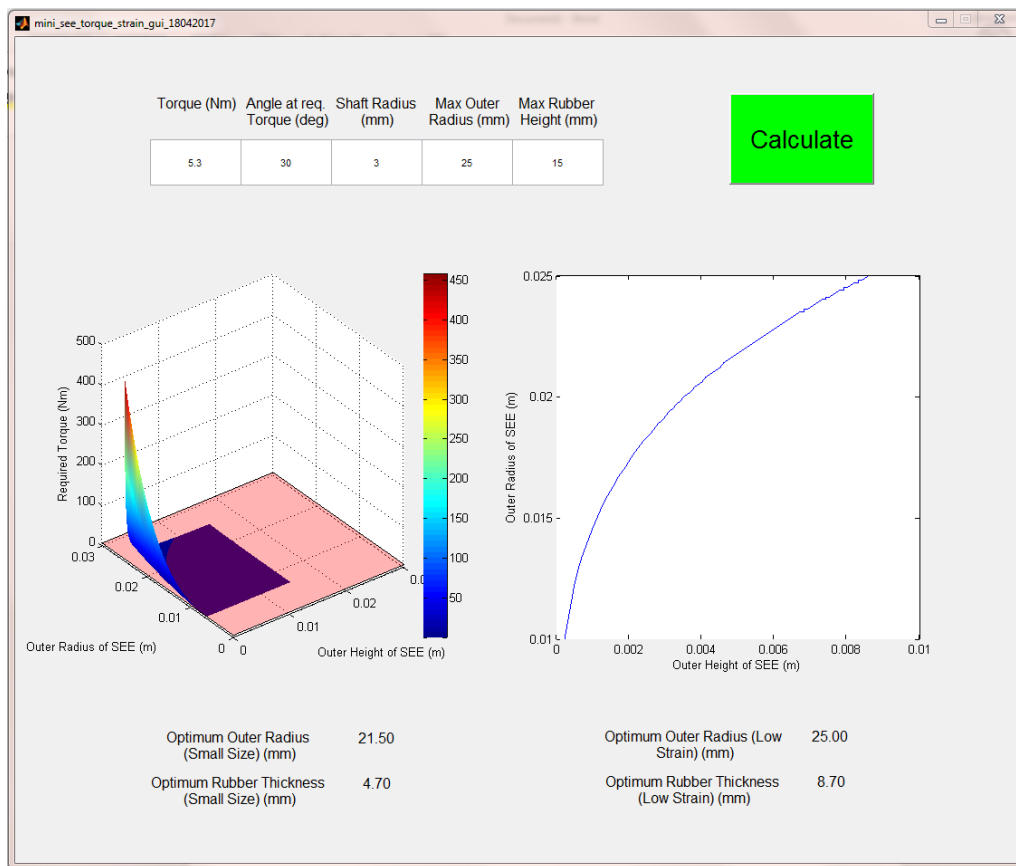 mini_see_torque_strain_gui_18042017
Torque (Nm)
Angle at req.
Torque (deg)
Shaft Radius
(mm)
Max Outer
Radius (mm)
Max Rubber
Height (mm)
5.3
30
3
25
15
Calculate
500
400
300
200
100
0
Required Torque (Nm)
0.03
0.02
0.01
0
Outer Radius of SEE (m)
0
0.01
0.02
Outer Height of SEE (m)
450
400
350
300
250
200
150
100
50
0.025
0.02
0.015
0.01
Outer Radius of SEE (m)
0
0.002
0.004
0.006
0.008
0.01
Outer Height of SEE (m)
Optimum Outer Radius
(Small Size) (mm)
21.50
Optimum Rubber Thickness
(Small Size) (mm)
4.70
Optimum Outer Radius (Low
Strain) (mm)
25.00
Optimum Rubber Thickness
(Low Strain) (mm)
8.70